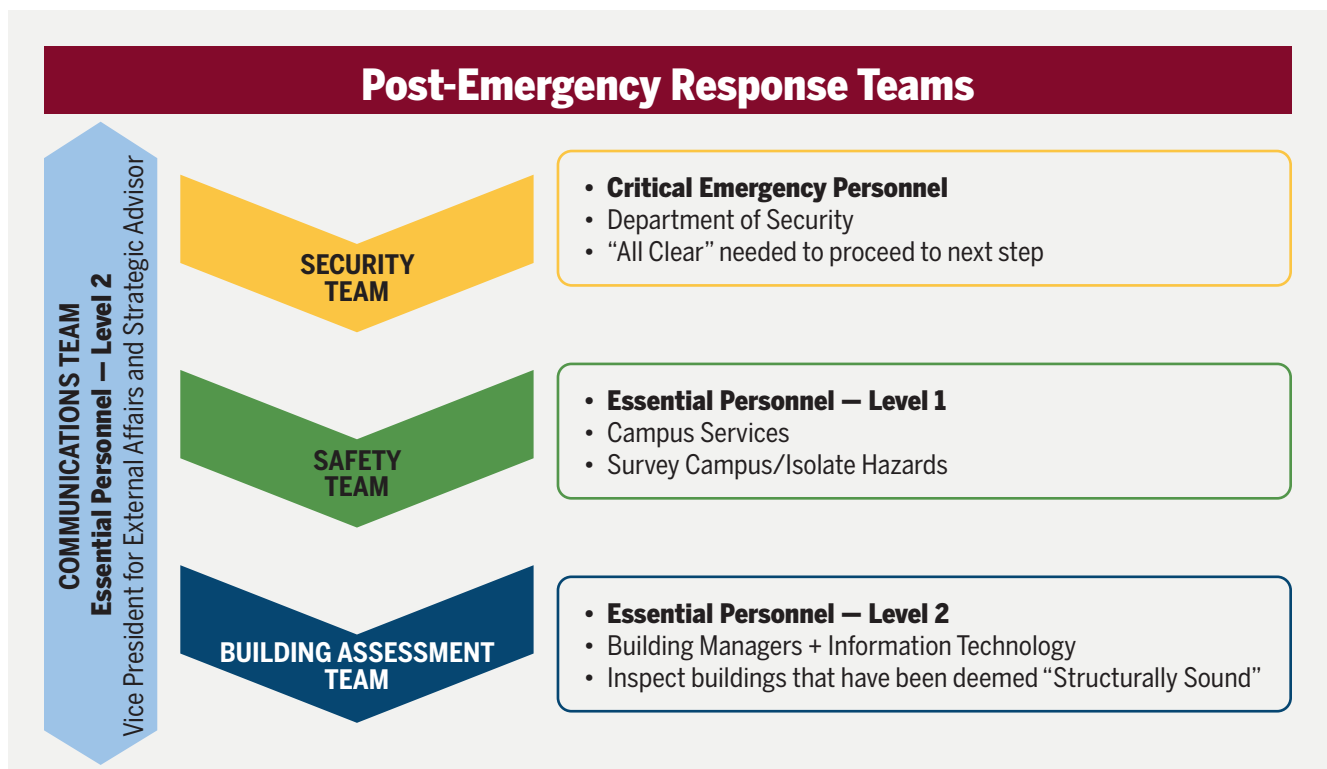 Post-Emergency Response Teams
COMMUNICATIONS TEAM
Essential Personnel — Level 2
Vice President for External Affairs and Strategic Advisor
SECURITY
TEAM
• Critical Emergency Personnel
• Department of Security
• “All Clear” needed to proceed to next step
SAFETY
TEAM
• Essential Personnel — Level 1
• Campus Services
• Survey Campus/Isolate Hazards
BUILDING ASSESSMENT
TEAM
• Essential Personnel — Level 2
• Building Managers + Information Technology
• Inspect buildings that have been deemed “Structurally Sound”